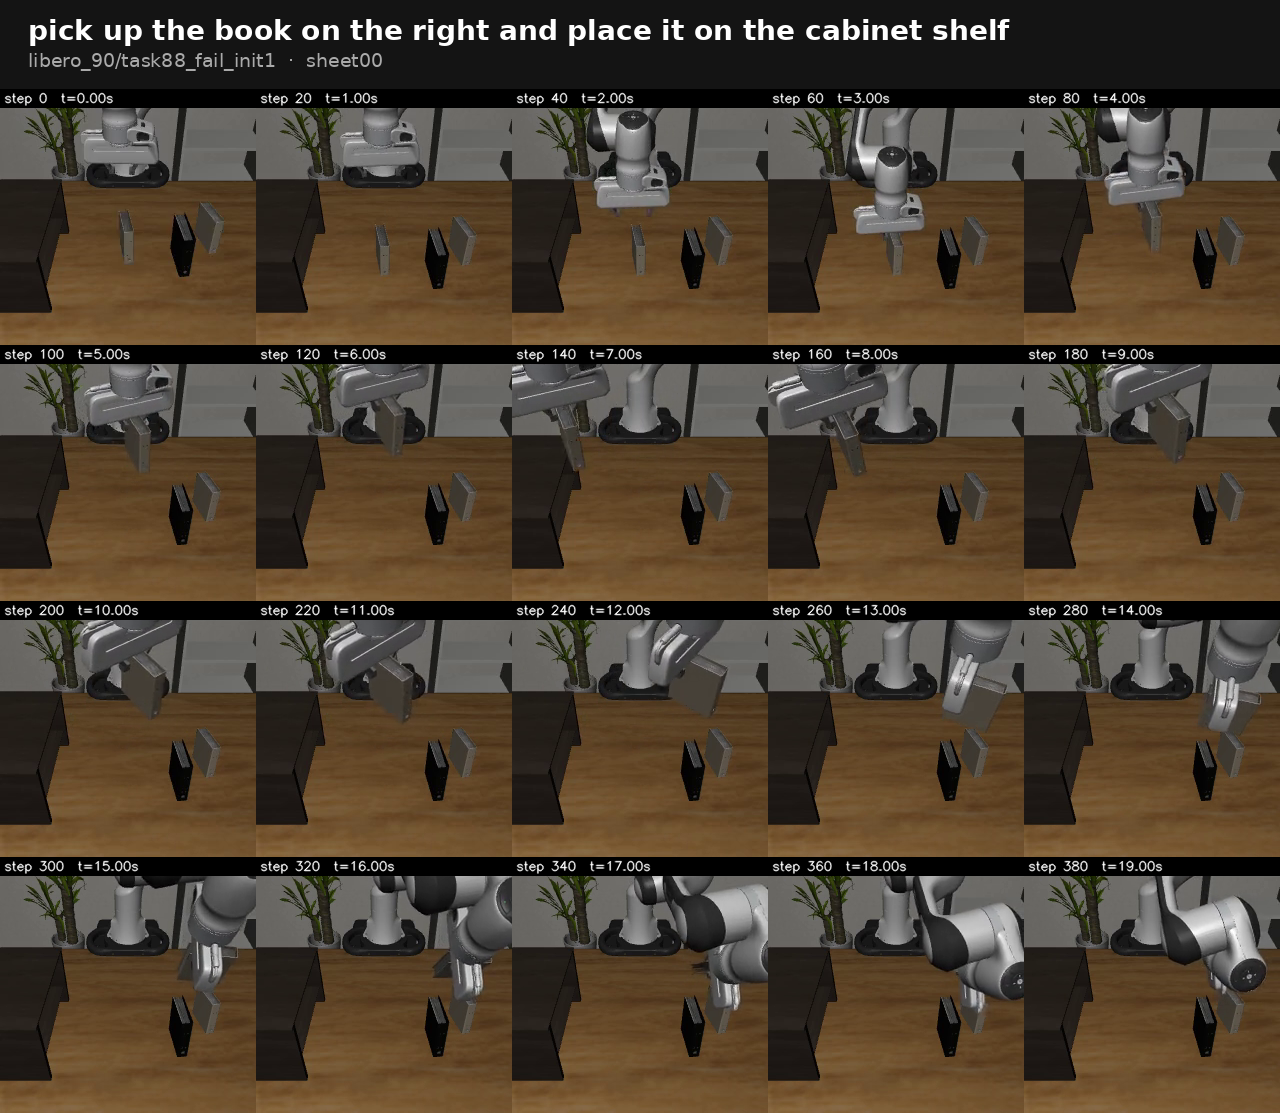 pick up the book on the right and place it on the cabinet shelf
libero_90/task88_fail_init1 · sheet00
step 0 t=0.00s
step 20 t=1.00s
step 40 t=2.00s
step 60 t=3.00s
step 80 t=4.00s
step 100 t=5.00s
step 120 t=6.00s
step 140 t=7.00s
step 160 t=8.00s
step 180 t=9.00s
step 200 t=10.00s
step 220 t=11.00s
step 240 t=12.00s
step 260 t=13.00s
step 280 t=14.00s
step 300 t=15.00s
step 320 t=16.00s
step 340 t=17.00s
step 360 t=18.00s
step 380 t=19.00s